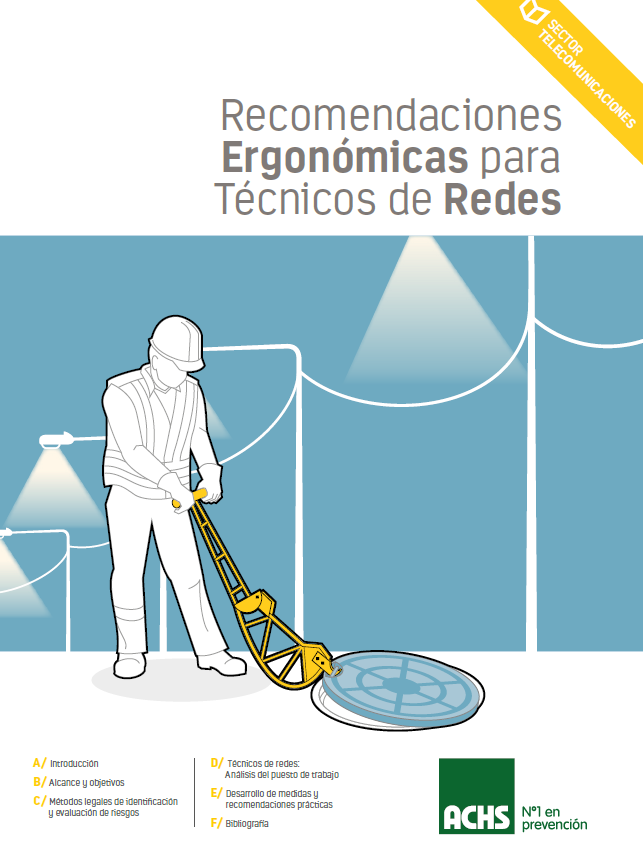 SECTOR
TELECOMUNICACIONES
Recomendaciones
Ergonómicas para
Técnicos de Redes
A/ Introducción
B/ Alcance y objetivos
C/ Métodos legales de identificación
y evaluación de riesgos
D/ Técnicos de redes:
Análisis del puesto de trabajo
E/ Desarrollo de medidas y
recomendaciones prácticas
F/ Bibliografía
ACHS
Nº1 en
prevención